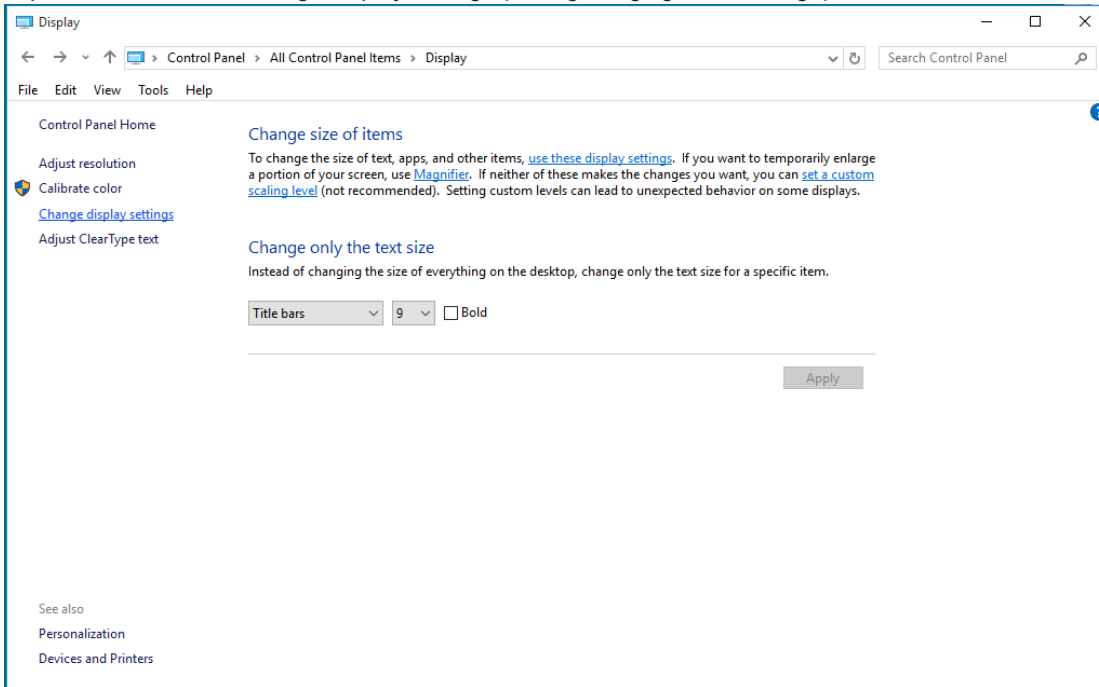 Display
Control Panel > All Control Panel Items > Display
Search Control Panel
File Edit View Tools Help
Control Panel Home
Adjust resolution
Calibrate color
Change display settings
Adjust ClearType text
Change size of items
To change the size of text, apps, and other items, use these display settings. If you want to temporarily enlarge
a portion of your screen, use Magnifier. If neither of these makes the changes you want, you can set a custom
scaling level (not recommended). Setting custom levels can lead to unexpected behavior on some displays.
Change only the text size
Instead of changing the size of everything on the desktop, change only the text size for a specific item.
Title bars 9 Bold
Apply
See also
Personalization
Devices and Printers